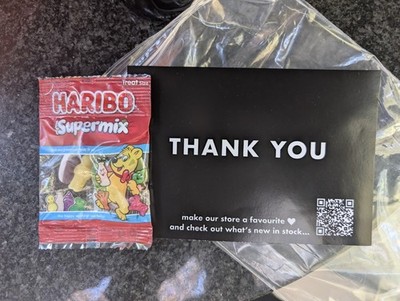 treat size
HARIBO
Supermix
THANK YOU
make our store a favourite
and check out what's new in stock...